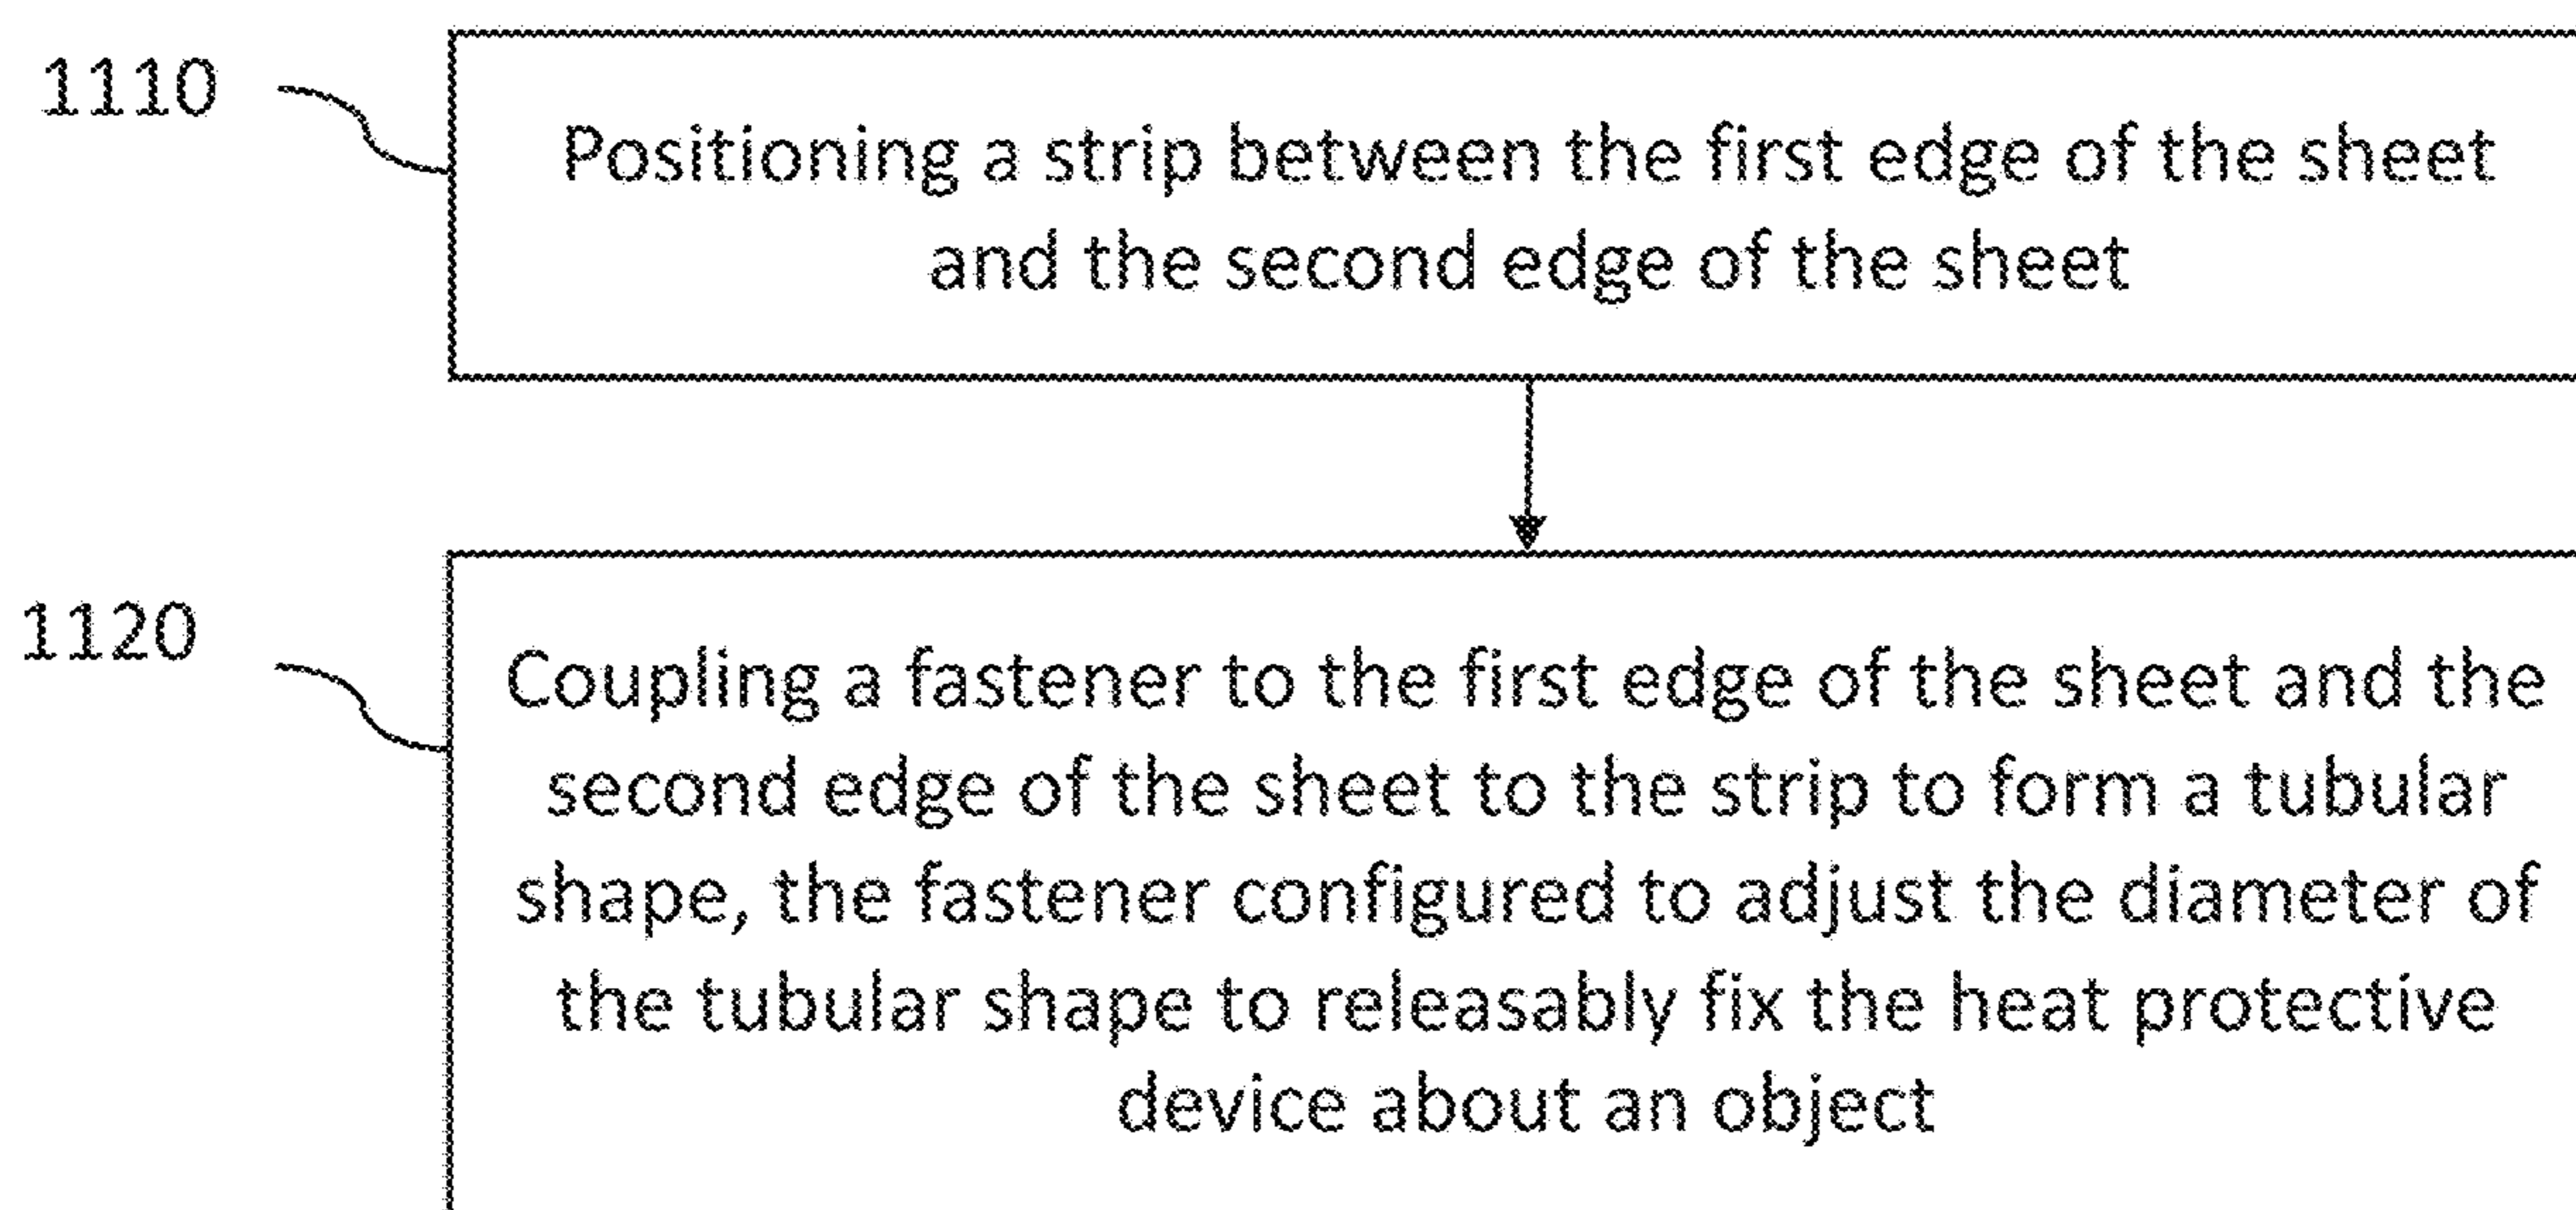 1110
Positioning a strip between the first edge of the sheet
and the second edge of the sheet
1120
Coupling a fastener to the first edge of the sheet and the
second edge of the sheet to the strip to form a tubular
shape, the fastener configured to adjust the diameter of
the tubular shape to releasably fix the heat protective
device about an object